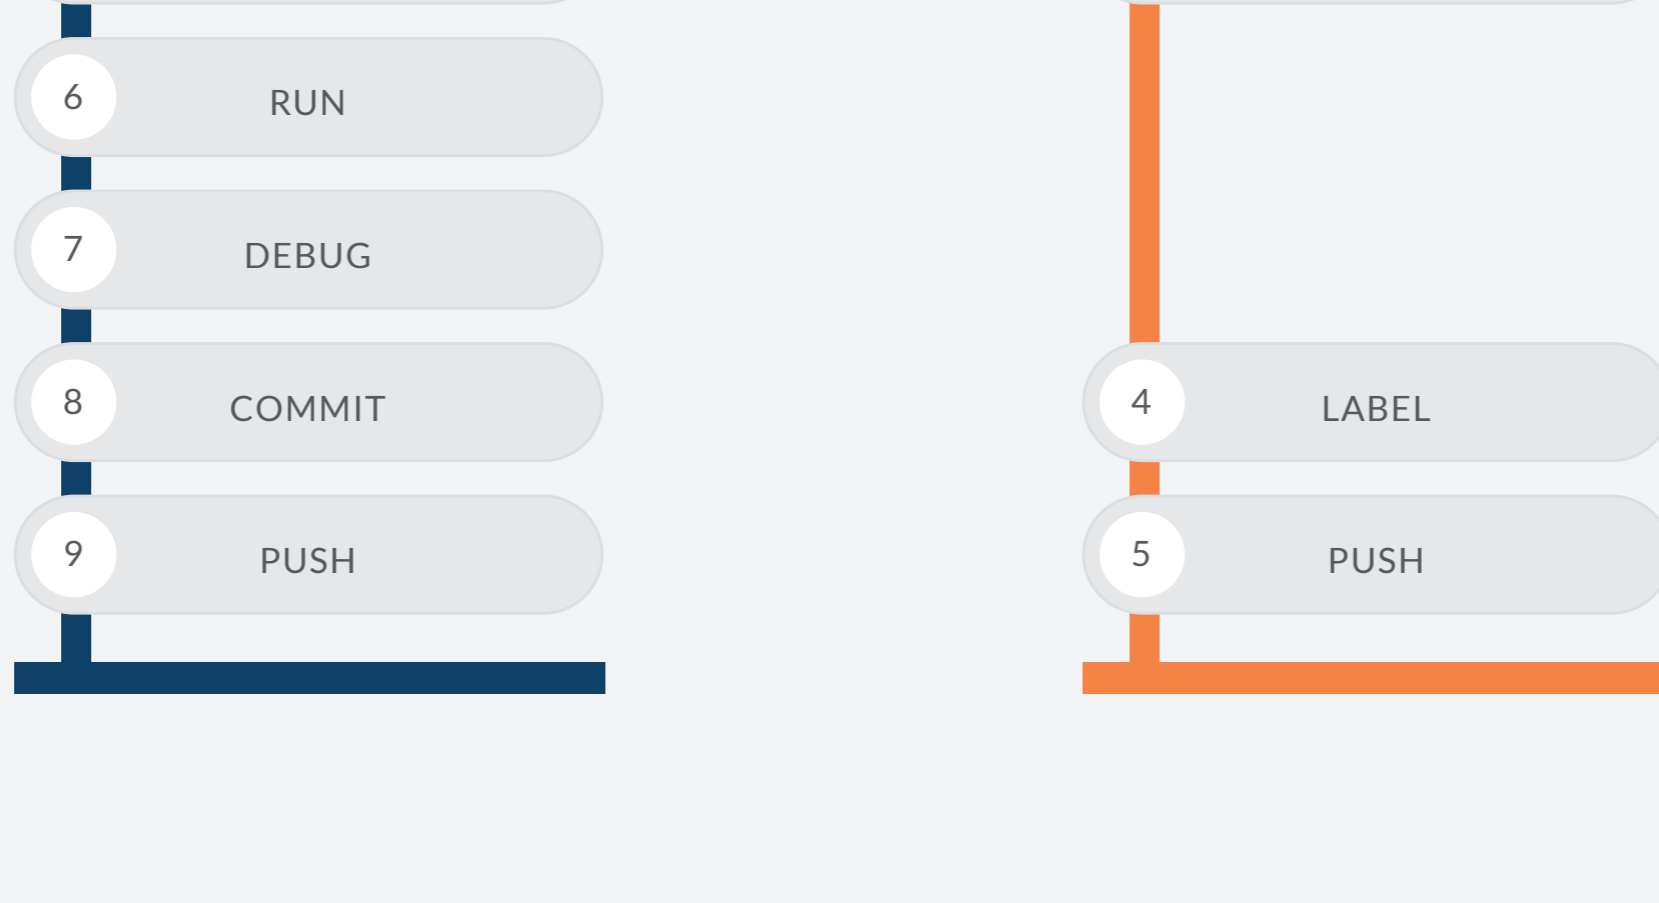 6 RUN
7 DEBUG
8 COMMIT
9 PUSH
4 LABEL
5 PUSH